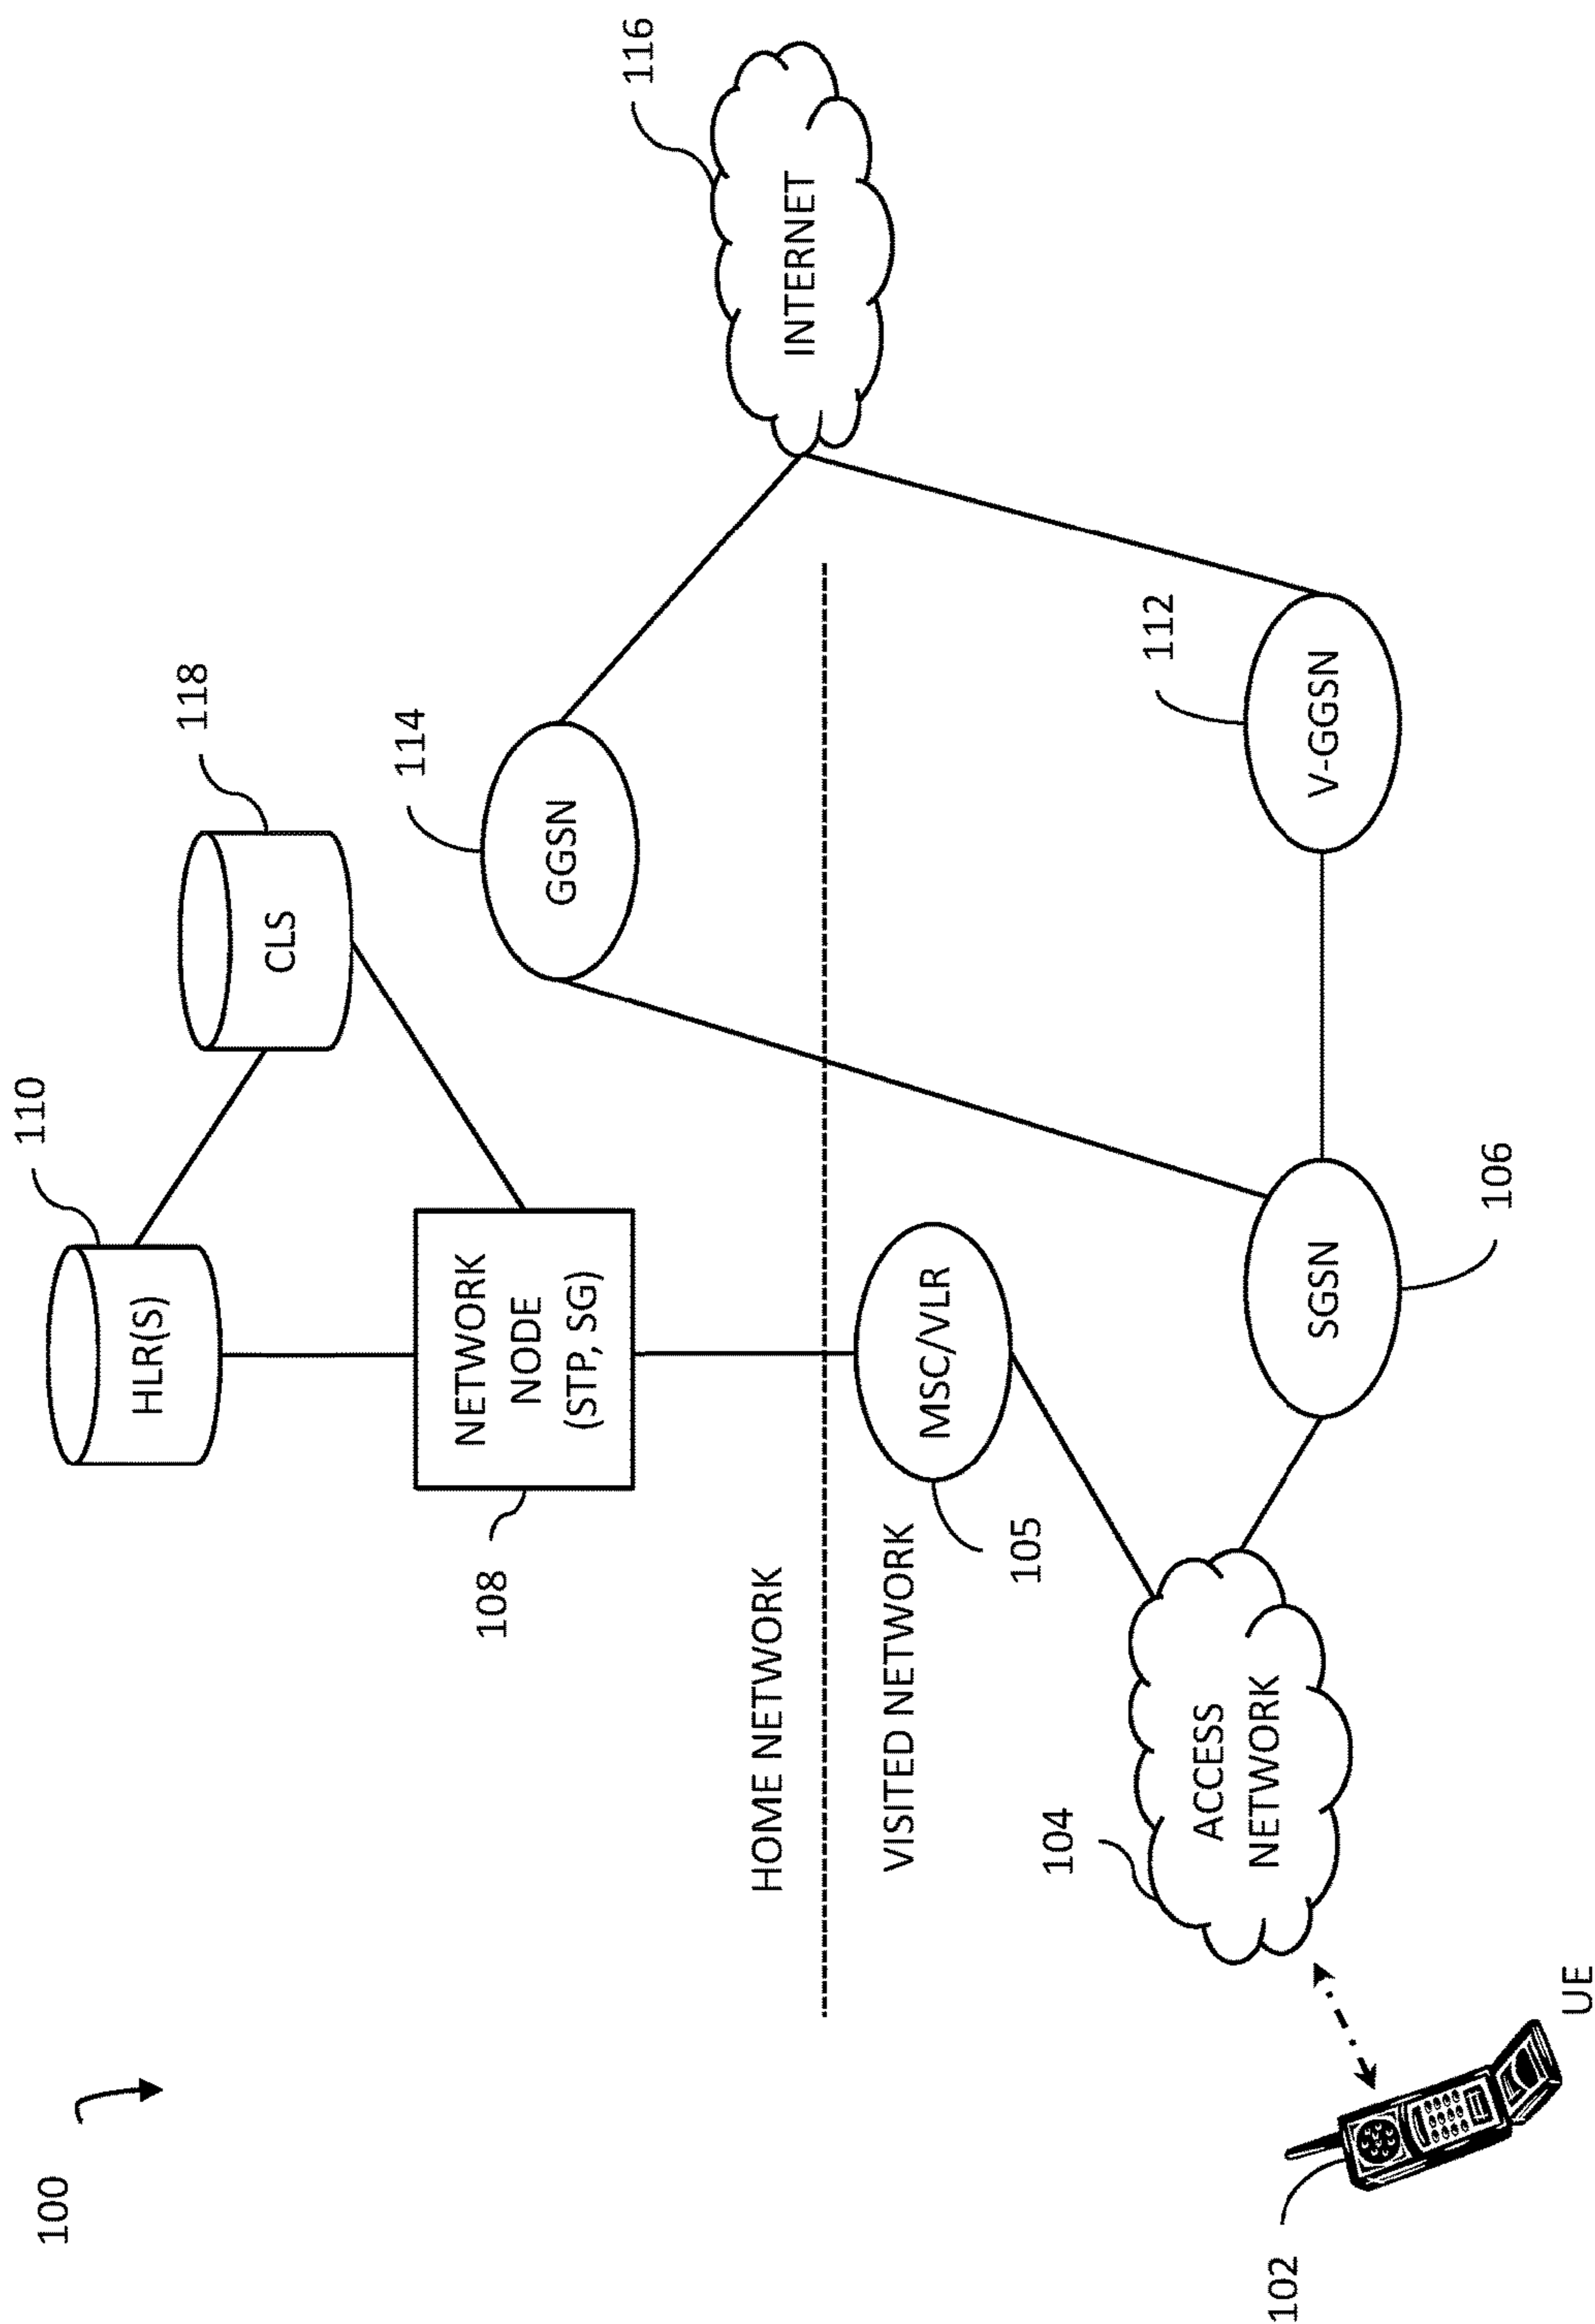 100
110
HLR(S)
118
CLS
108
NETWORK
NODE
(STP, SG)
114
GGSN
116
INTERNET
HOME NETWORK
VISITED NETWORK
MSC/VLR
105
104
ACCESS
NETWORK
112
V-GGSN
SGSN
106
102
UE